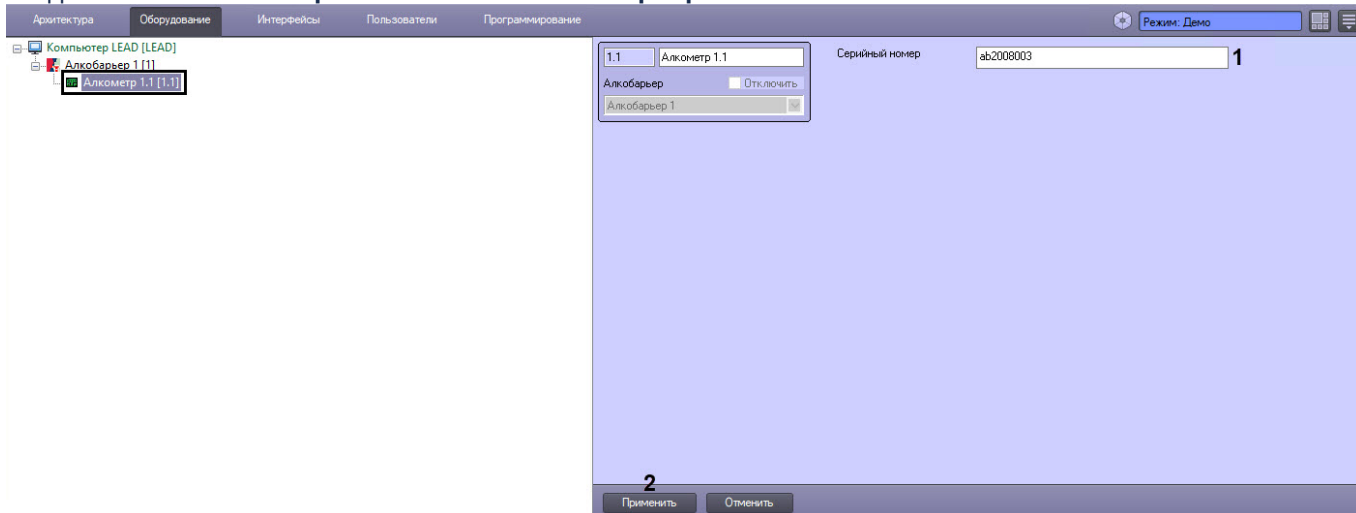 Архитектура Оборудование Интерфейсы Пользователи Программирование Режим: Демо
Компьютер LEAD [LEAD]
Алкобарьер 1 [1]
Алкометр 1.1 [1.1]
1.1 Алкометр 1.1 Серийный номер ab2008003 1
Алкобарьер Отключить
Алкобарьер 1
2
Применить Отменить